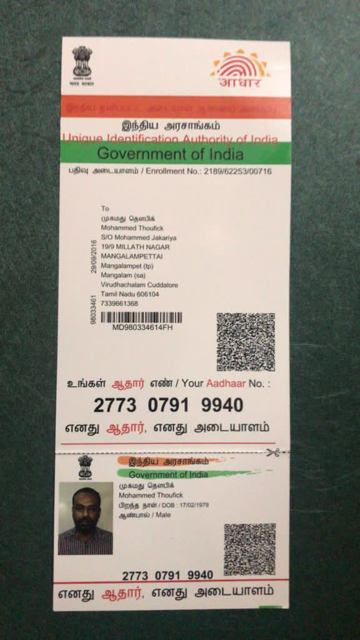 आधार
இந்திய அரசாங்கம்
Unique Identification Authority of India
Government of India
பதிவு அடையாளம் / Enrollment No.: 2189/62253/00716
To
முகமது தௌபிக்
Mohammed Thoufick
S/O Mohammed Jakariya
19/9 MILLATH NAGAR
MANGALAMPETTAI
Mangalampet (tp)
Mangalam (sa)
Virudhachalam Cuddalore
Tamil Nadu 606104
7339661368
29/09/2016
98033461
MD980334614FH
உங்கள் ஆதார் எண் / Your Aadhaar No. :
2773 0791 9940
எனது ஆதார், எனது அடையாளம்
இந்திய அரசாங்கம்
Government of India
முகமது தௌபிக்
Mohammed Thoufick
பிறந்த நாள் / DOB : 17/02/1979
ஆண்பால் / Male
2773 0791 9940
எனது ஆதார், எனது அடையாளம்